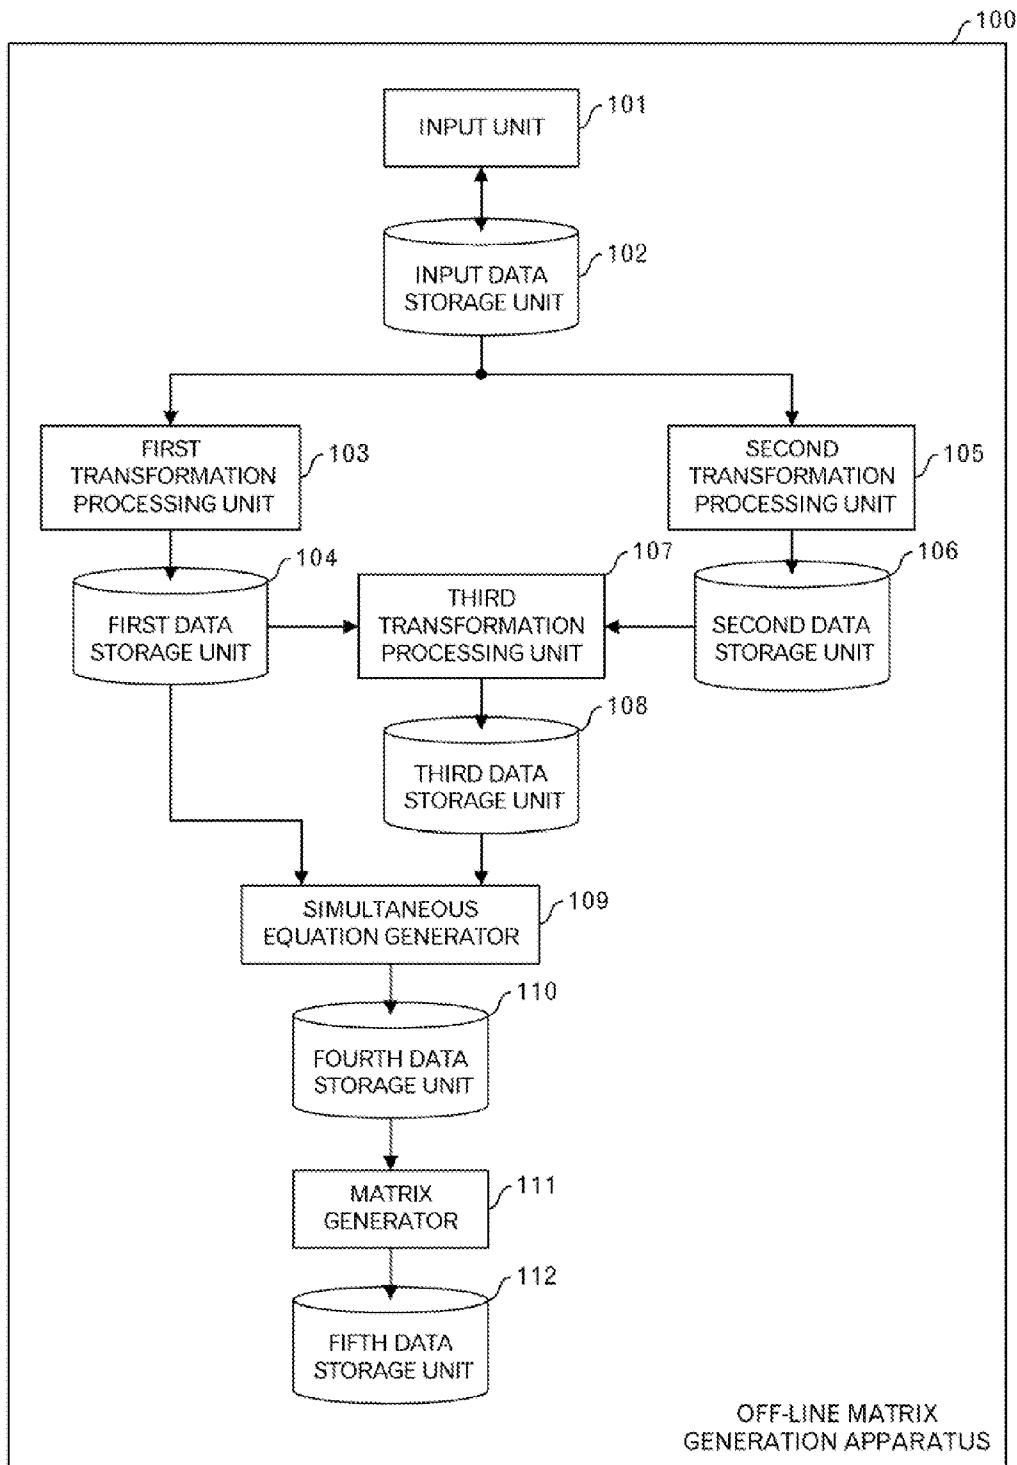 100
INPUT UNIT
101
INPUT DATA
STORAGE UNIT
102
FIRST
TRANSFORMATION
PROCESSING UNIT
103
SECOND
TRANSFORMATION
PROCESSING UNIT
105
104
FIRST DATA
STORAGE UNIT
107
THIRD
TRANSFORMATION
PROCESSING UNIT
106
SECOND DATA
STORAGE UNIT
108
THIRD DATA
STORAGE UNIT
SIMULTANEOUS
EQUATION GENERATOR
109
110
FOURTH DATA
STORAGE UNIT
MATRIX
GENERATOR
111
112
FIFTH DATA
STORAGE UNIT
OFF-LINE MATRIX
GENERATION APPARATUS